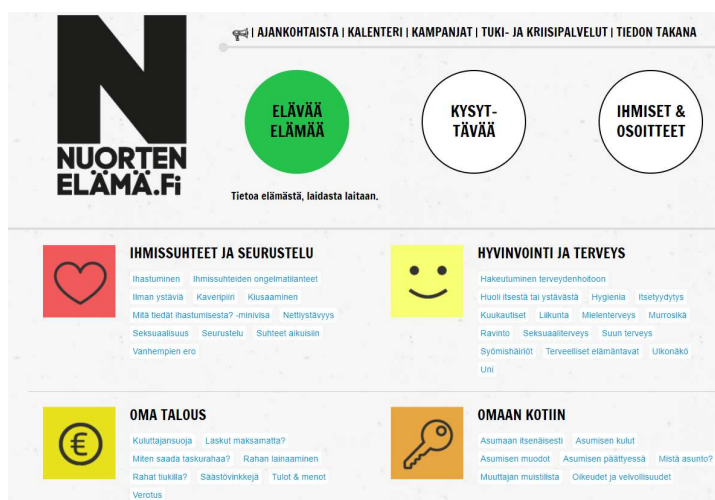 | AJANKOHTAISTA | KALENTERI | KAMPANJAT | TUKI- JA KRIISIPALVELUT | TIEDON TAKANA
N
NUORTEN
ELÄMÄ.Fi
ELÄVÄÄ
ELÄMÄÄ
KYSYT-
TÄVÄÄ
IHMISET &
OSOITTEET
Tietoa elämästä, laidasta laitaan.
IHMISSUHTEET JA SEURUSTELU
Ihastuminen Ihmissuhteiden ongelmatilanteet
Ilman ystäviä Kaveripiiri Kiusaaminen
Mitä tiedät ihastumisesta? -minivisa Nettiystävyys
Seksuaalisuus Seurustelu Suhteet aikuisiin
Vanhempien ero
HYVINVOINTI JA TERVEYS
Hakeutuminen terveydenhoitoon
Huoli itsestä tai ystävästä Hygienia Itsetyydytys
Kuukautiset Liikunta Mielenterveys Murrosikä
Ravinto Seksuaaliterveys Suun terveys
Syömishäiriöt Terveelliset elämäntavat Ulkonäkö
Uni
OMA TALOUS
Kuluttajansuoja Laskut maksamatta?
Miten saada taskurahaa? Rahan lainaaminen
Rahat tiukilla? Säästövinkkejä Tulot & menot
Verotus
OMAAN KOTIIN
Asumaan itsenäisesti Asumisen kulut
Asumisen muodot Asumisen päättyessä Mistä asunto?
Muuttajan muistilista Oikeudet ja velvollisuudet